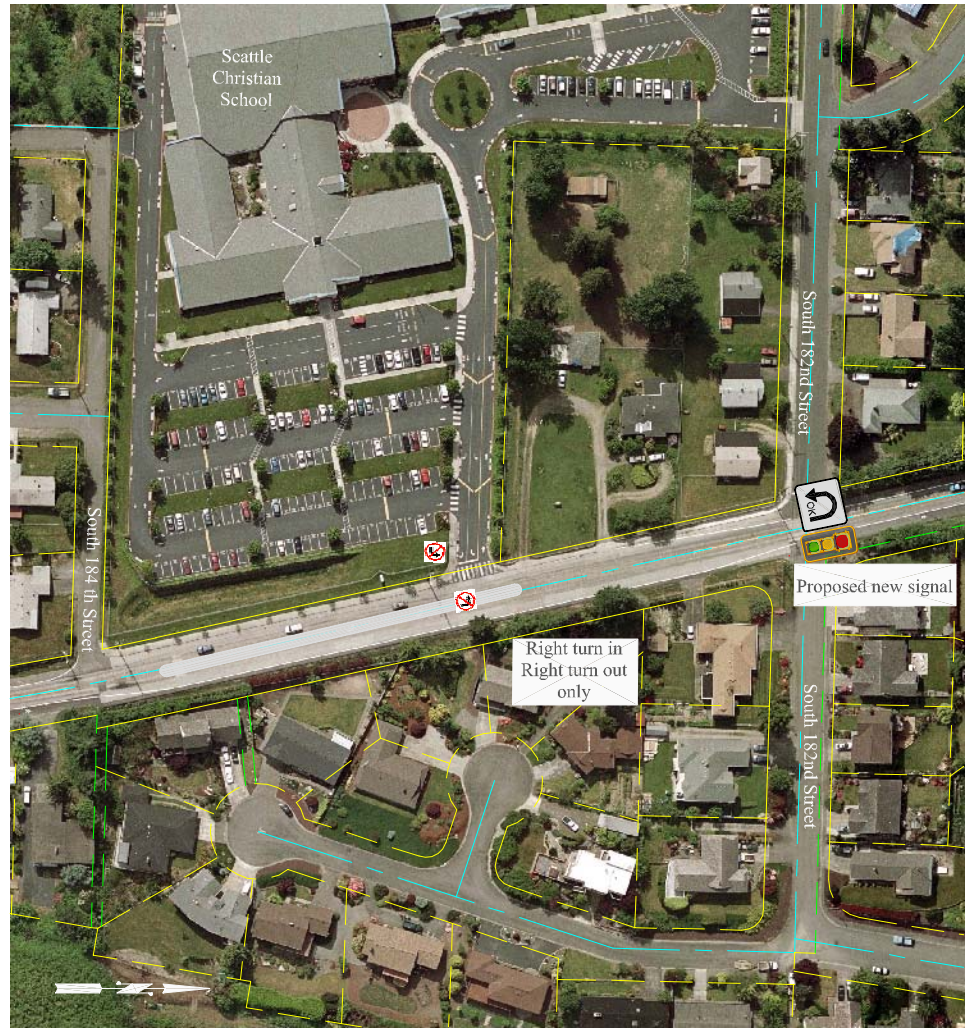 Seattle
Christian
School
South 182nd Street
OK
South 184 th Street
Proposed new signal
Right turn in
Right turn out
only
South 182nd Street